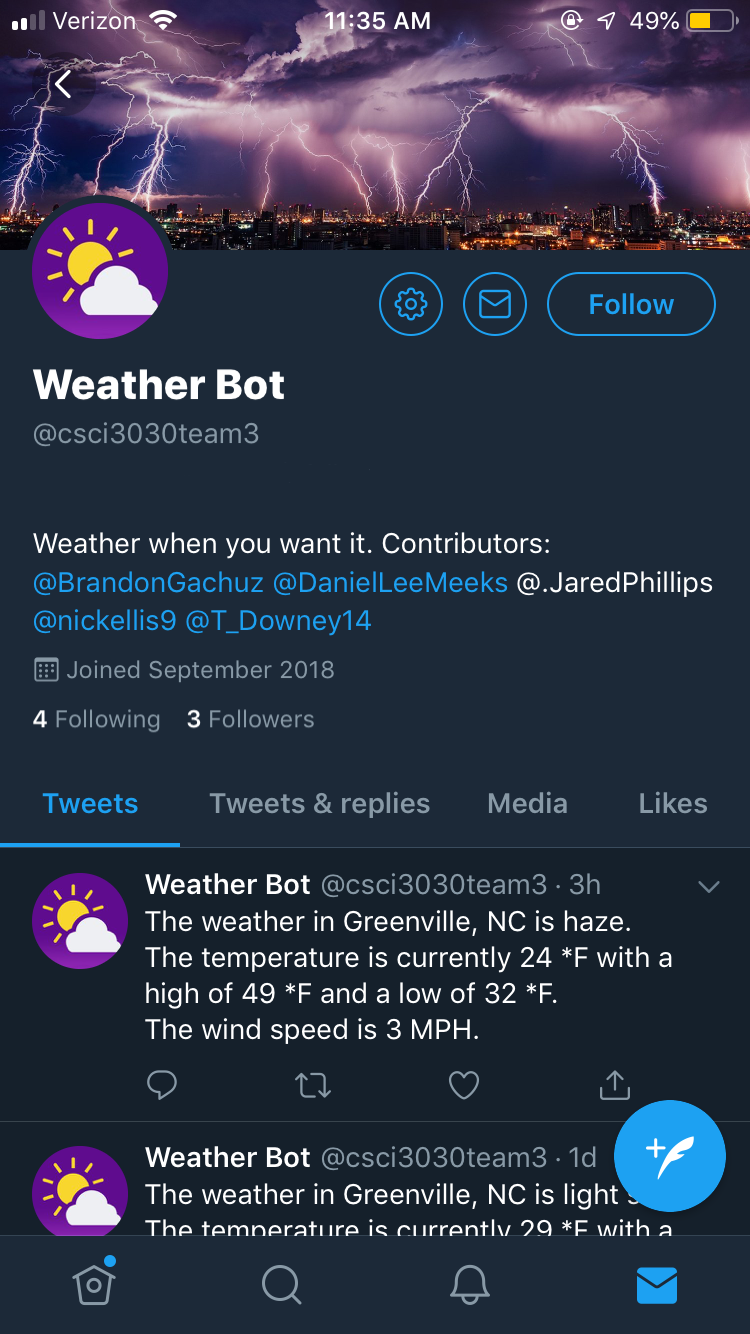 Verizon 11:35 AM 49%
Follow
Weather Bot
@csci3030team3
Weather when you want it. Contributors:
@BrandonGachuz @DanielLeeMeeks @.JaredPhillips
@nickellis9 @T_Downey14
Joined September 2018
4 Following 3 Followers
Tweets Tweets & replies Media Likes
Weather Bot @csci3030team3 · 3h
The weather in Greenville, NC is haze.
The temperature is currently 24 *F with a
high of 49 *F and a low of 32 *F.
The wind speed is 3 MPH.
Weather Bot @csci3030team3 · 1d
The weather in Greenville, NC is light
The temperature is currently 29 *F with a